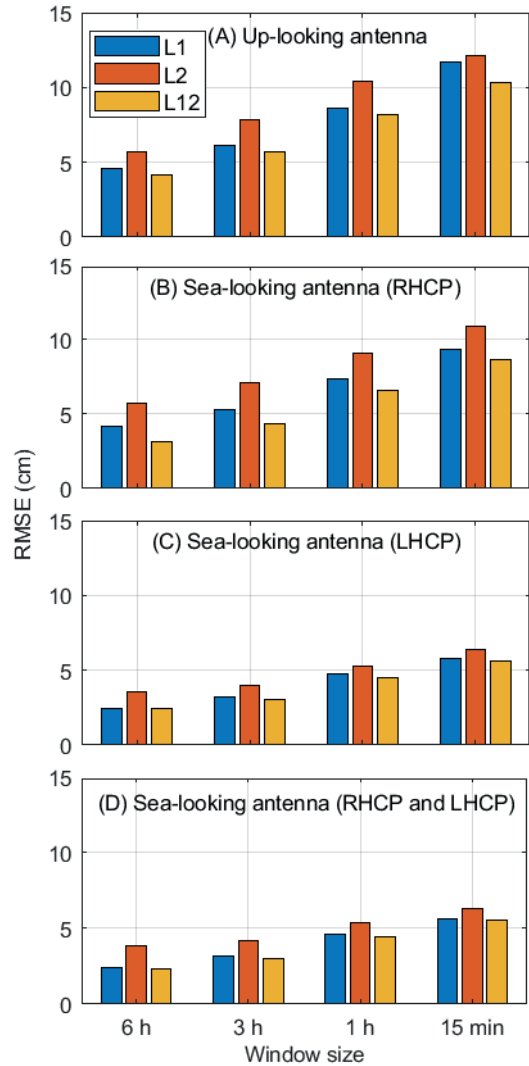 RMSE (cm)
15
10
5
0
(A) Up-looking antenna
L1
L2
L12
15
10
5
0
(B) Sea-looking antenna (RHCP)
15
10
5
0
(C) Sea-looking antenna (LHCP)
15
10
5
0
(D) Sea-looking antenna (RHCP and LHCP)
6 h 3 h 1 h 15 min
Window size